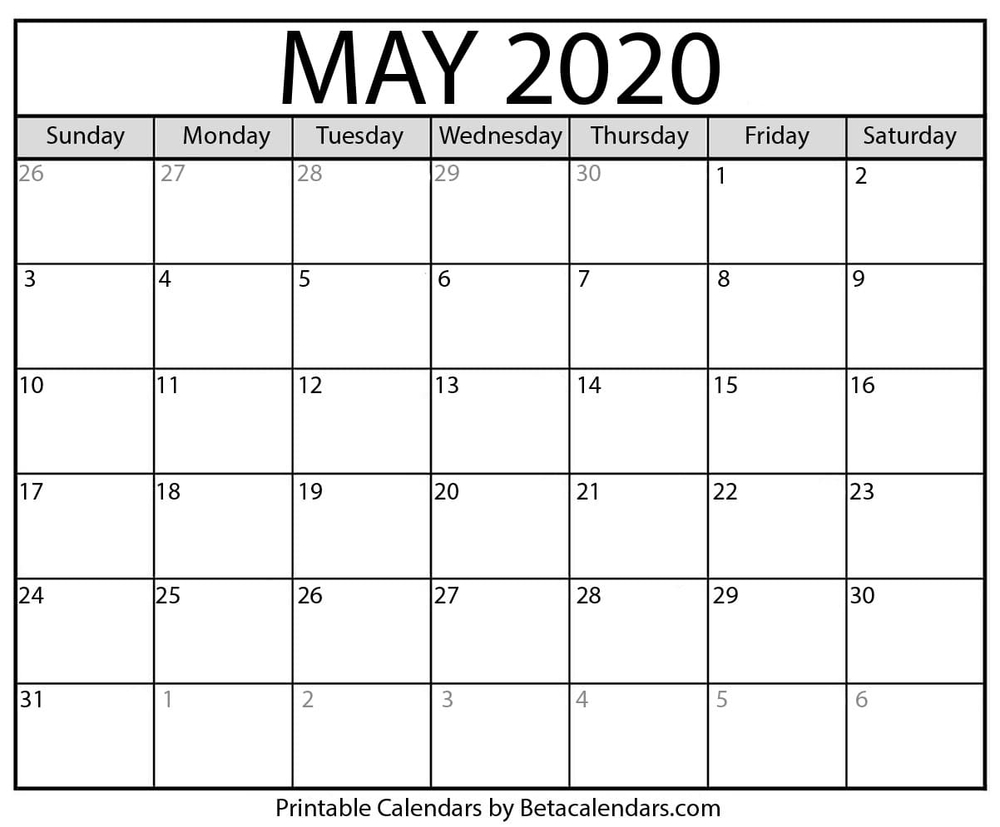 MAY 2020
Sunday Monday Tuesday Wednesday Thursday Friday Saturday
26 27 28 29 30 1 2
3 4 5 6 7 8 9
10 11 12 13 14 15 16
17 18 19 20 21 22 23
24 25 26 27 28 29 30
31 1 2 3 4 5 6
Printable Calendars by Betacalendars.com